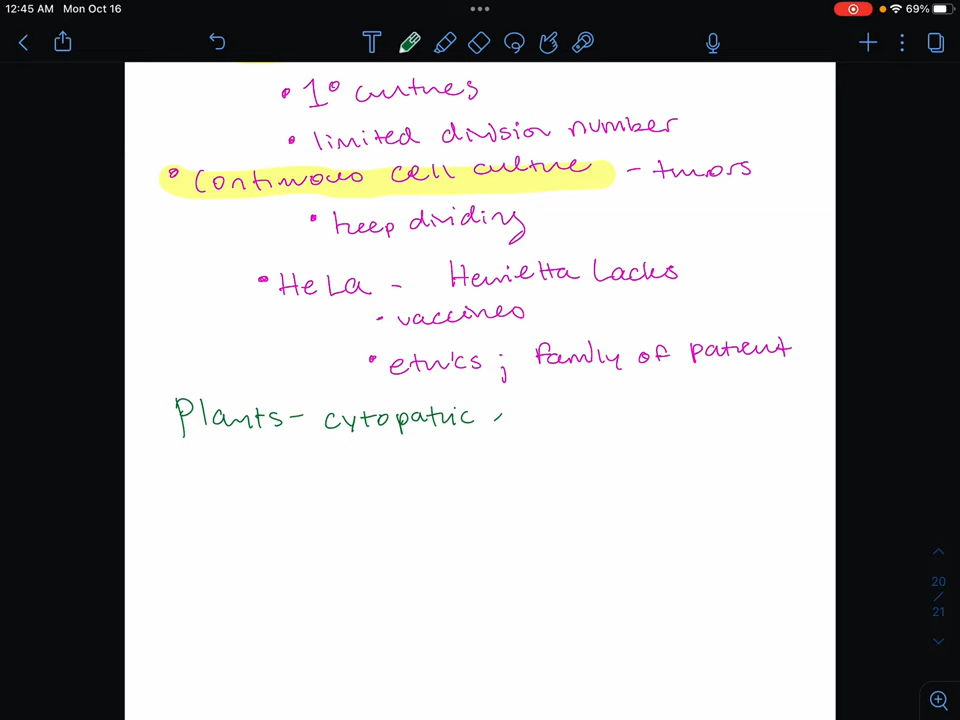 12:45 AM Mon Oct 16
69%
• 1° cultures
• limited division number
• Continuous cell culture - tumors
• keep dividing
• HeLa - Henrietta Lacks
• vaccines
• ethics ; family of patient
Plants - cytopathic
20
/
21